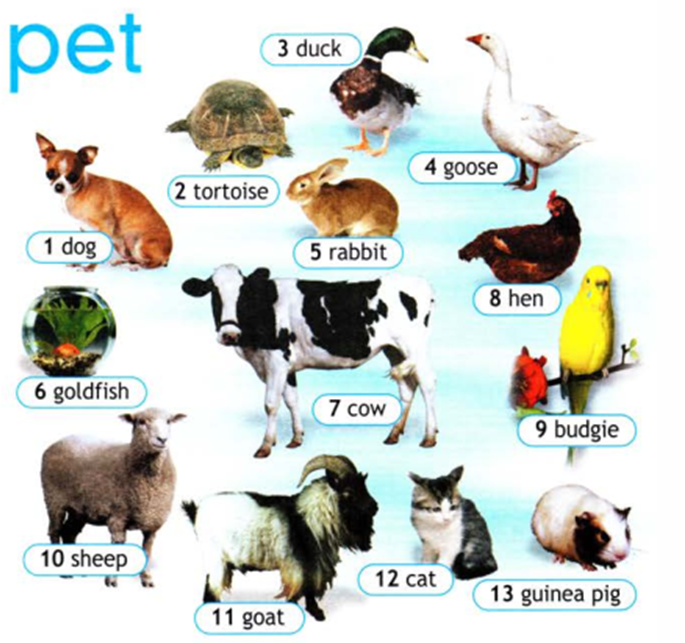 pet
3 duck
2 tortoise
4 goose
1 dog
5 rabbit
8 hen
6 goldfish
7 cow
9 budgie
10 sheep
12 cat
13 guinea pig
11 goat